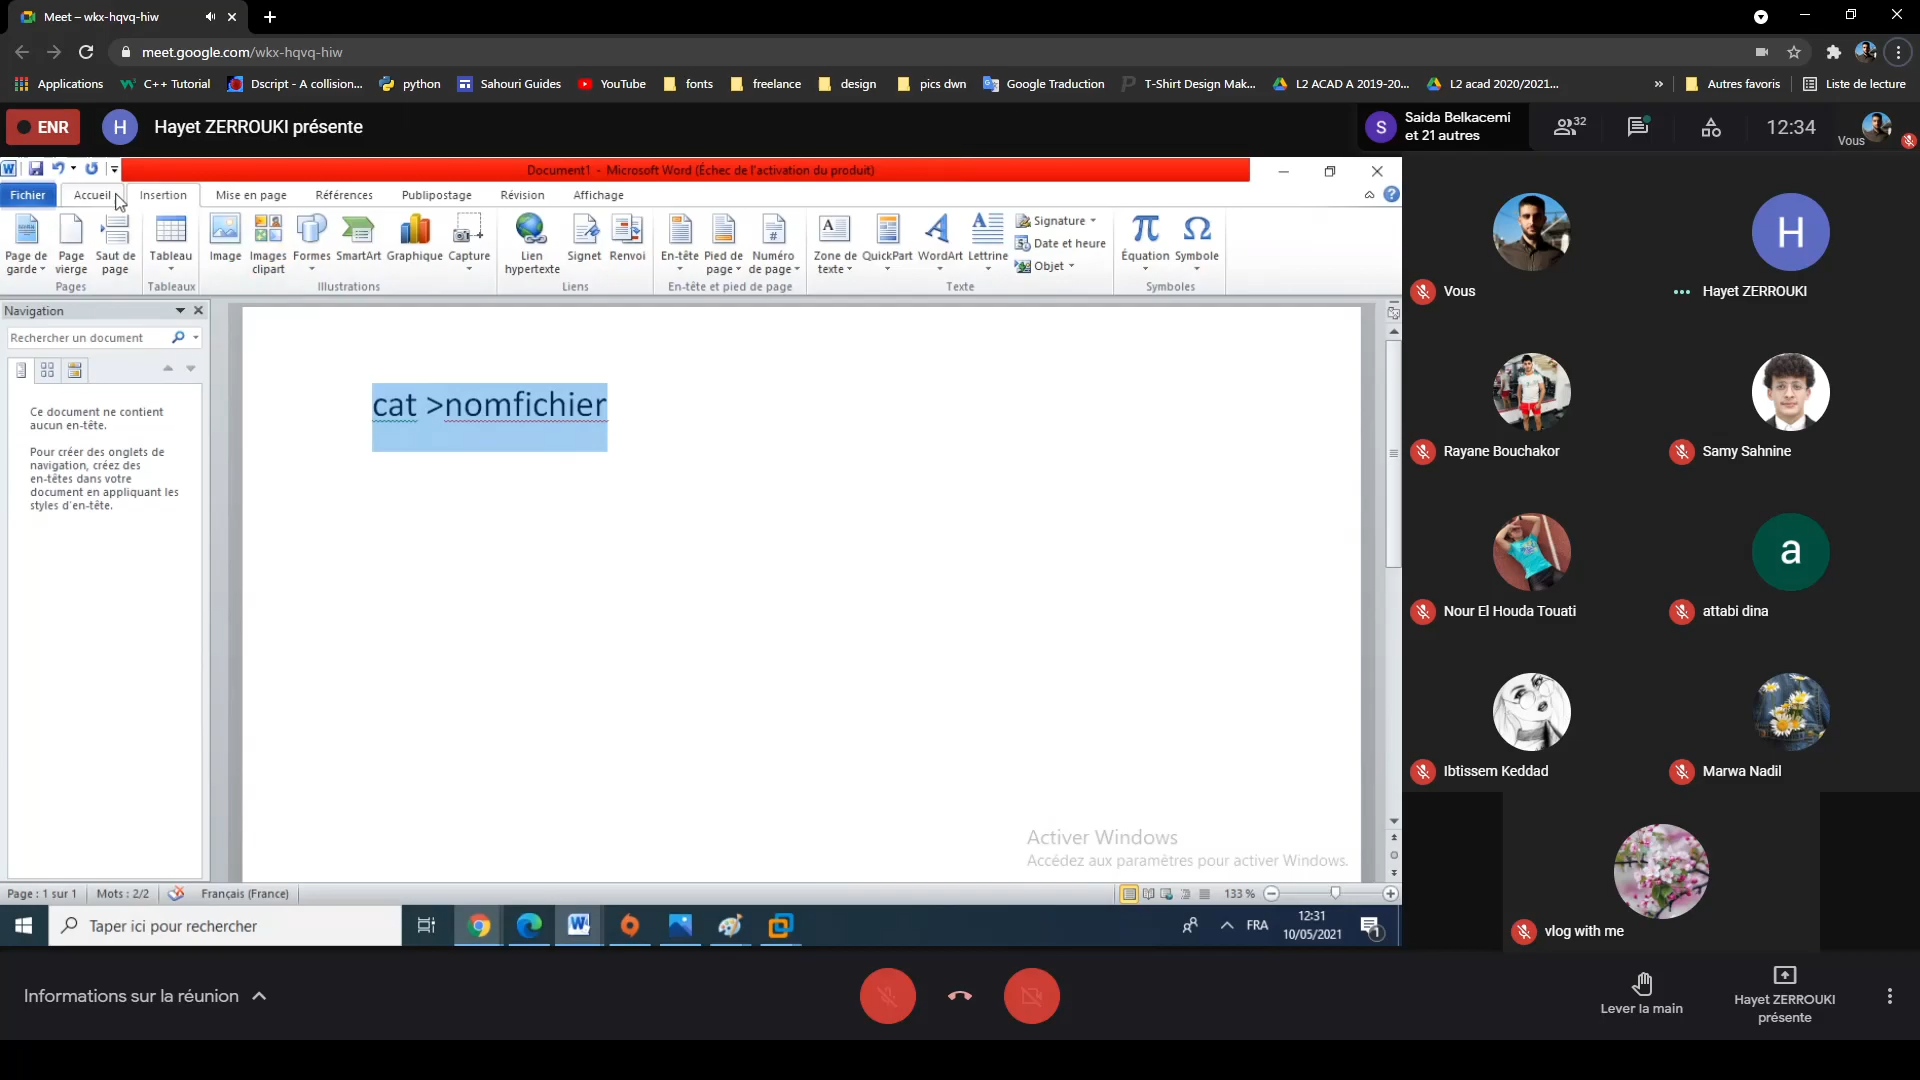 Meet – wkx-hqvq-hiw
meet.google.com/wkx-hqvq-hiw
Applications
C++ Tutorial
Dscript - A collision...
python
Sahouri Guides
YouTube
fonts
freelance
design
pics dwn
Google Traduction
T-Shirt Design Mak...
L2 ACAD A 2019-20...
L2 acad 2020/2021...
»
Autres favoris
Liste de lecture
ENR
H
Hayet ZERROUKI présente
S
Saida Belkacemi
et 21 autres
32
12:34
Vous
Document1 - Microsoft Word (Échec de l'activation du produit)
Fichier Accueil Insertion Mise en page Références Publipostage Révision Affichage
Page de garde
Page vierge
Saut de page
Tableau
Image
Images clipart
Formes
SmartArt
Graphique
Capture
Lien hypertexte
Signet
Renvoi
En-tête
Pied de page
Numéro de page
Zone de texte
QuickPart
WordArt
Lettrine
Signature
Date et heure
Objet
Équation
Symbole
Pages
Tableaux
Illustrations
Liens
En-tête et pied de page
Texte
Symboles
Navigation
Rechercher un document
Ce document ne contient
aucun en-tête.
Pour créer des onglets de
navigation, créez des
en-têtes dans votre
document en appliquant les
styles d'en-tête.
cat >nomfichier
Activer Windows
Accédez aux paramètres pour activer Windows.
Page : 1 sur 1
Mots : 2/2
Français (France)
133 %
Taper ici pour rechercher
FRA
12:31
10/05/2021
1
Vous
H
Hayet ZERROUKI
Rayane Bouchakor
Samy Sahnine
Nour El Houda Touati
a
attabi dina
Ibtissem Keddad
Marwa Nadil
vlog with me
Informations sur la réunion
Lever la main
Hayet ZERROUKI
présente